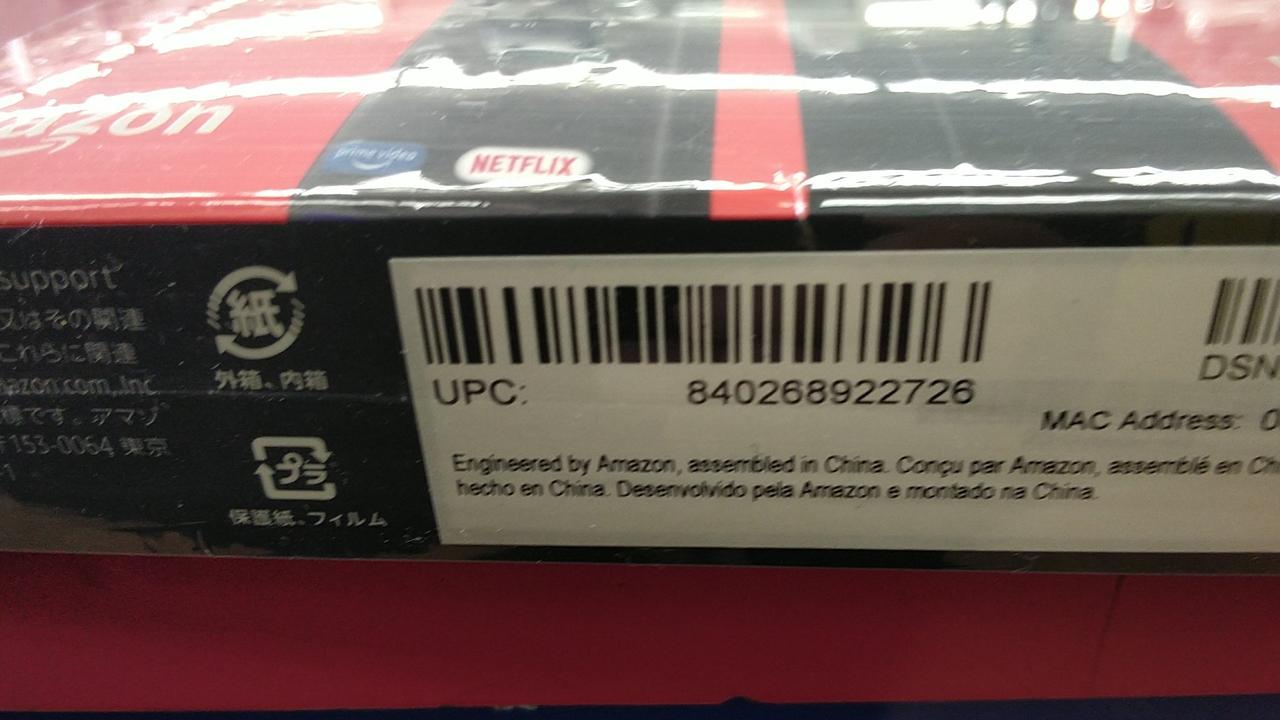 azon
prime video
NETFLIX
support
又はその関連
これらに関連
azon.com, Inc
標です。アマゾ
〒153-0064 東京
-1
紙
外箱、内箱
プラ
保護紙、フィルム
UPC: 840268922726
DSN
MAC Address: 0
Engineered by Amazon, assembled in China. Conçu par Amazon, assemblé en Ch
hecho en China. Desenvolvido pela Amazon e montado na China.